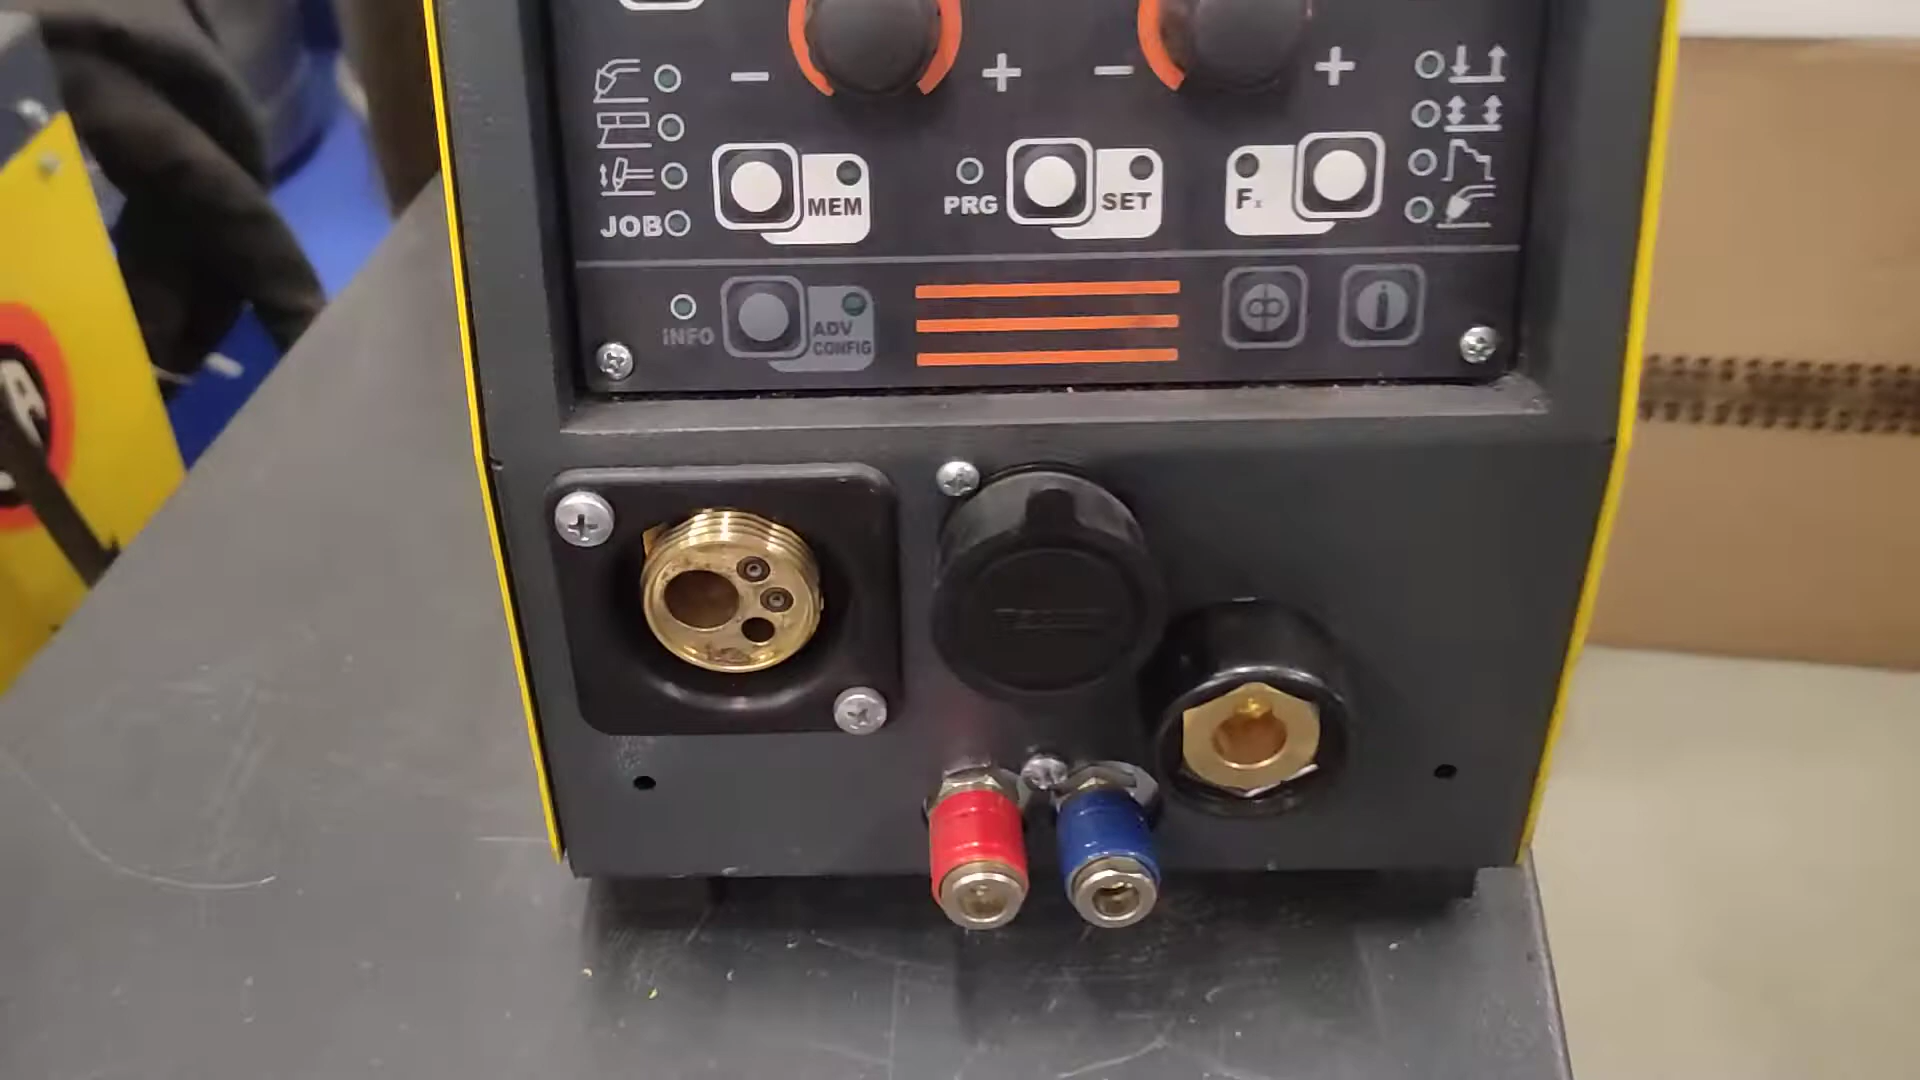 JOB
MEM
PRG
SET
Fx
INFO
ADV
CONFIG